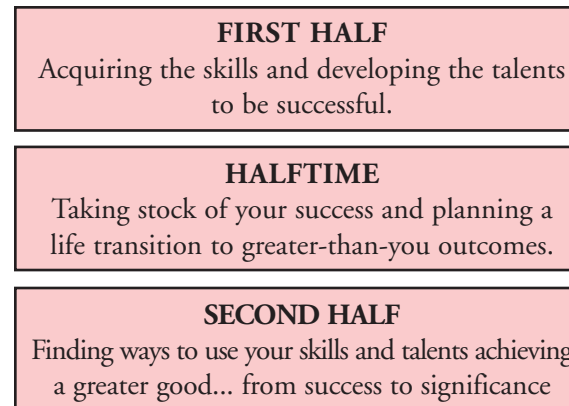 FIRST HALF
Acquiring the skills and developing the talents
to be successful.
HALFTIME
Taking stock of your success and planning a
life transition to greater-than-you outcomes.
SECOND HALF
Finding ways to use your skills and talents achieving
a greater good... from success to significance